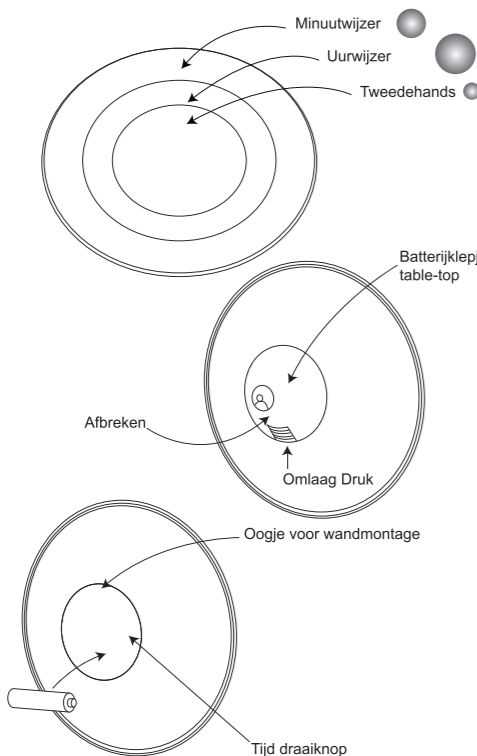 Minuutwijzer
Uurwijzer
Tweedehands
Batterijklepj
table-top
Afbreken
Omlaag Druk
Oogje voor wandmontage
Tijd draaiknop